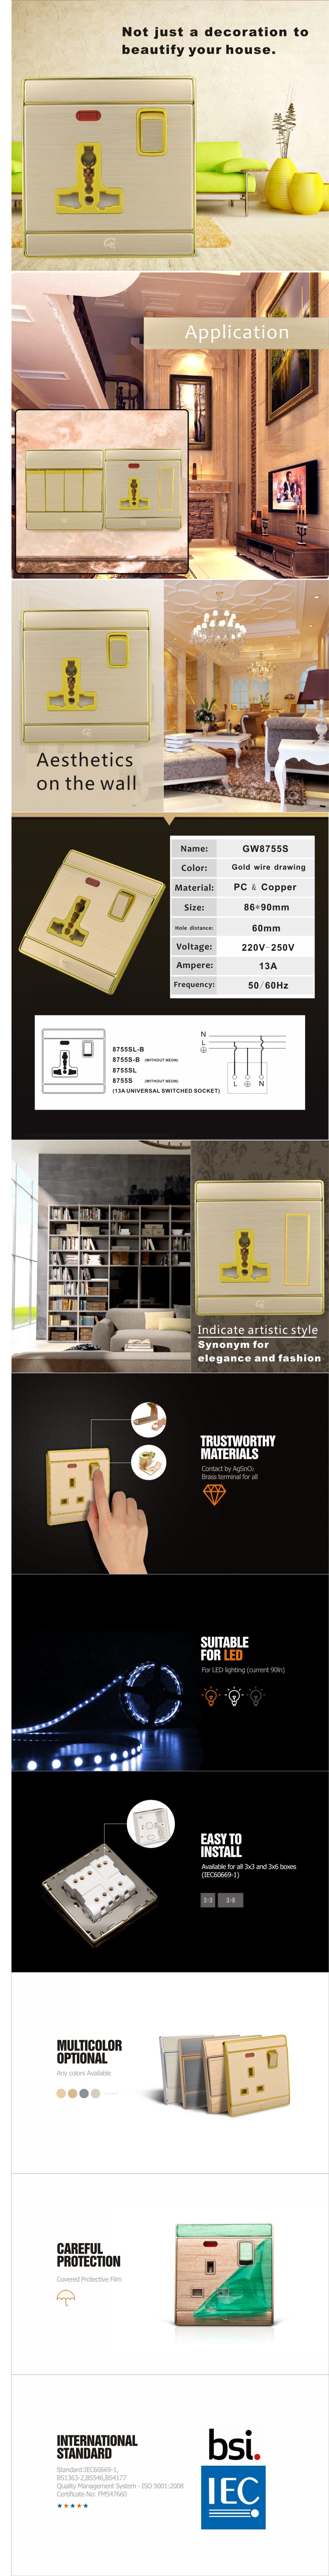 Not just a decoration to
beautify your house.
Application
Aesthetics
on the wall
Name: GW8755S
Color: Gold wire drawing
Material: PC & Copper
Size: 86*90mm
Hole distance: 60mm
Voltage: 220V-250V
Ampere: 13A
Frequency: 50/60Hz
8755SL-B
8755S-B (WITHOUT NEON)
8755SL
8755S (WITHOUT NEON)
(13A UNIVERSAL SWITCHED SOCKET)
N
L
L N
Indicate artistic style
Synonym for
elegance and fashion
TRUSTWORTHY
MATERIALS
Contact by AgSnO2
Brass terminal for all
SUITABLE
FOR LED
For LED lighting (current 90ln)
EASY TO
INSTALL
Available for all 3x3 and 3x6 boxes
(IEC60669-1)
3×3 3×6
MULTICOLOR
OPTIONAL
Any colors Available
CAREFUL
PROTECTION
Covered Protective Film
INTERNATIONAL
STANDARD
Standard:IEC60669-1,
BS1363-2,BS546,BS4177
Quality Management System - ISO 9001:2008
Certificate No: FM547660
bsi.
IEC